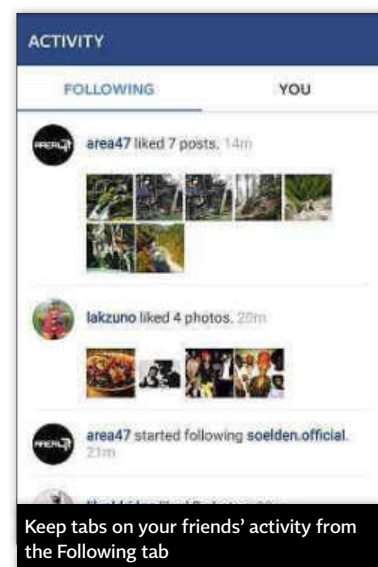 ACTIVITY
FOLLOWING YOU
area47 liked 7 posts. 14m
lakzuno liked 4 photos. 20m
area47 started following soelden.official.
21m
Keep tabs on your friends' activity from
the Following tab